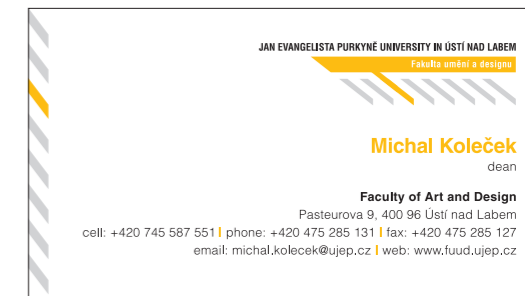 JAN EVANGELISTA PURKYNĚ UNIVERSITY IN ÚSTÍ NAD LABEM
Fakulta umění a designu
Michal Koleček
dean
Faculty of Art and Design
Pasteurova 9, 400 96 Ústí nad Labem
cell: +420 745 587 551 | phone: +420 475 285 131 | fax: +420 475 285 127
email: michal.kolecek@ujep.cz | web: www.fuud.ujep.cz